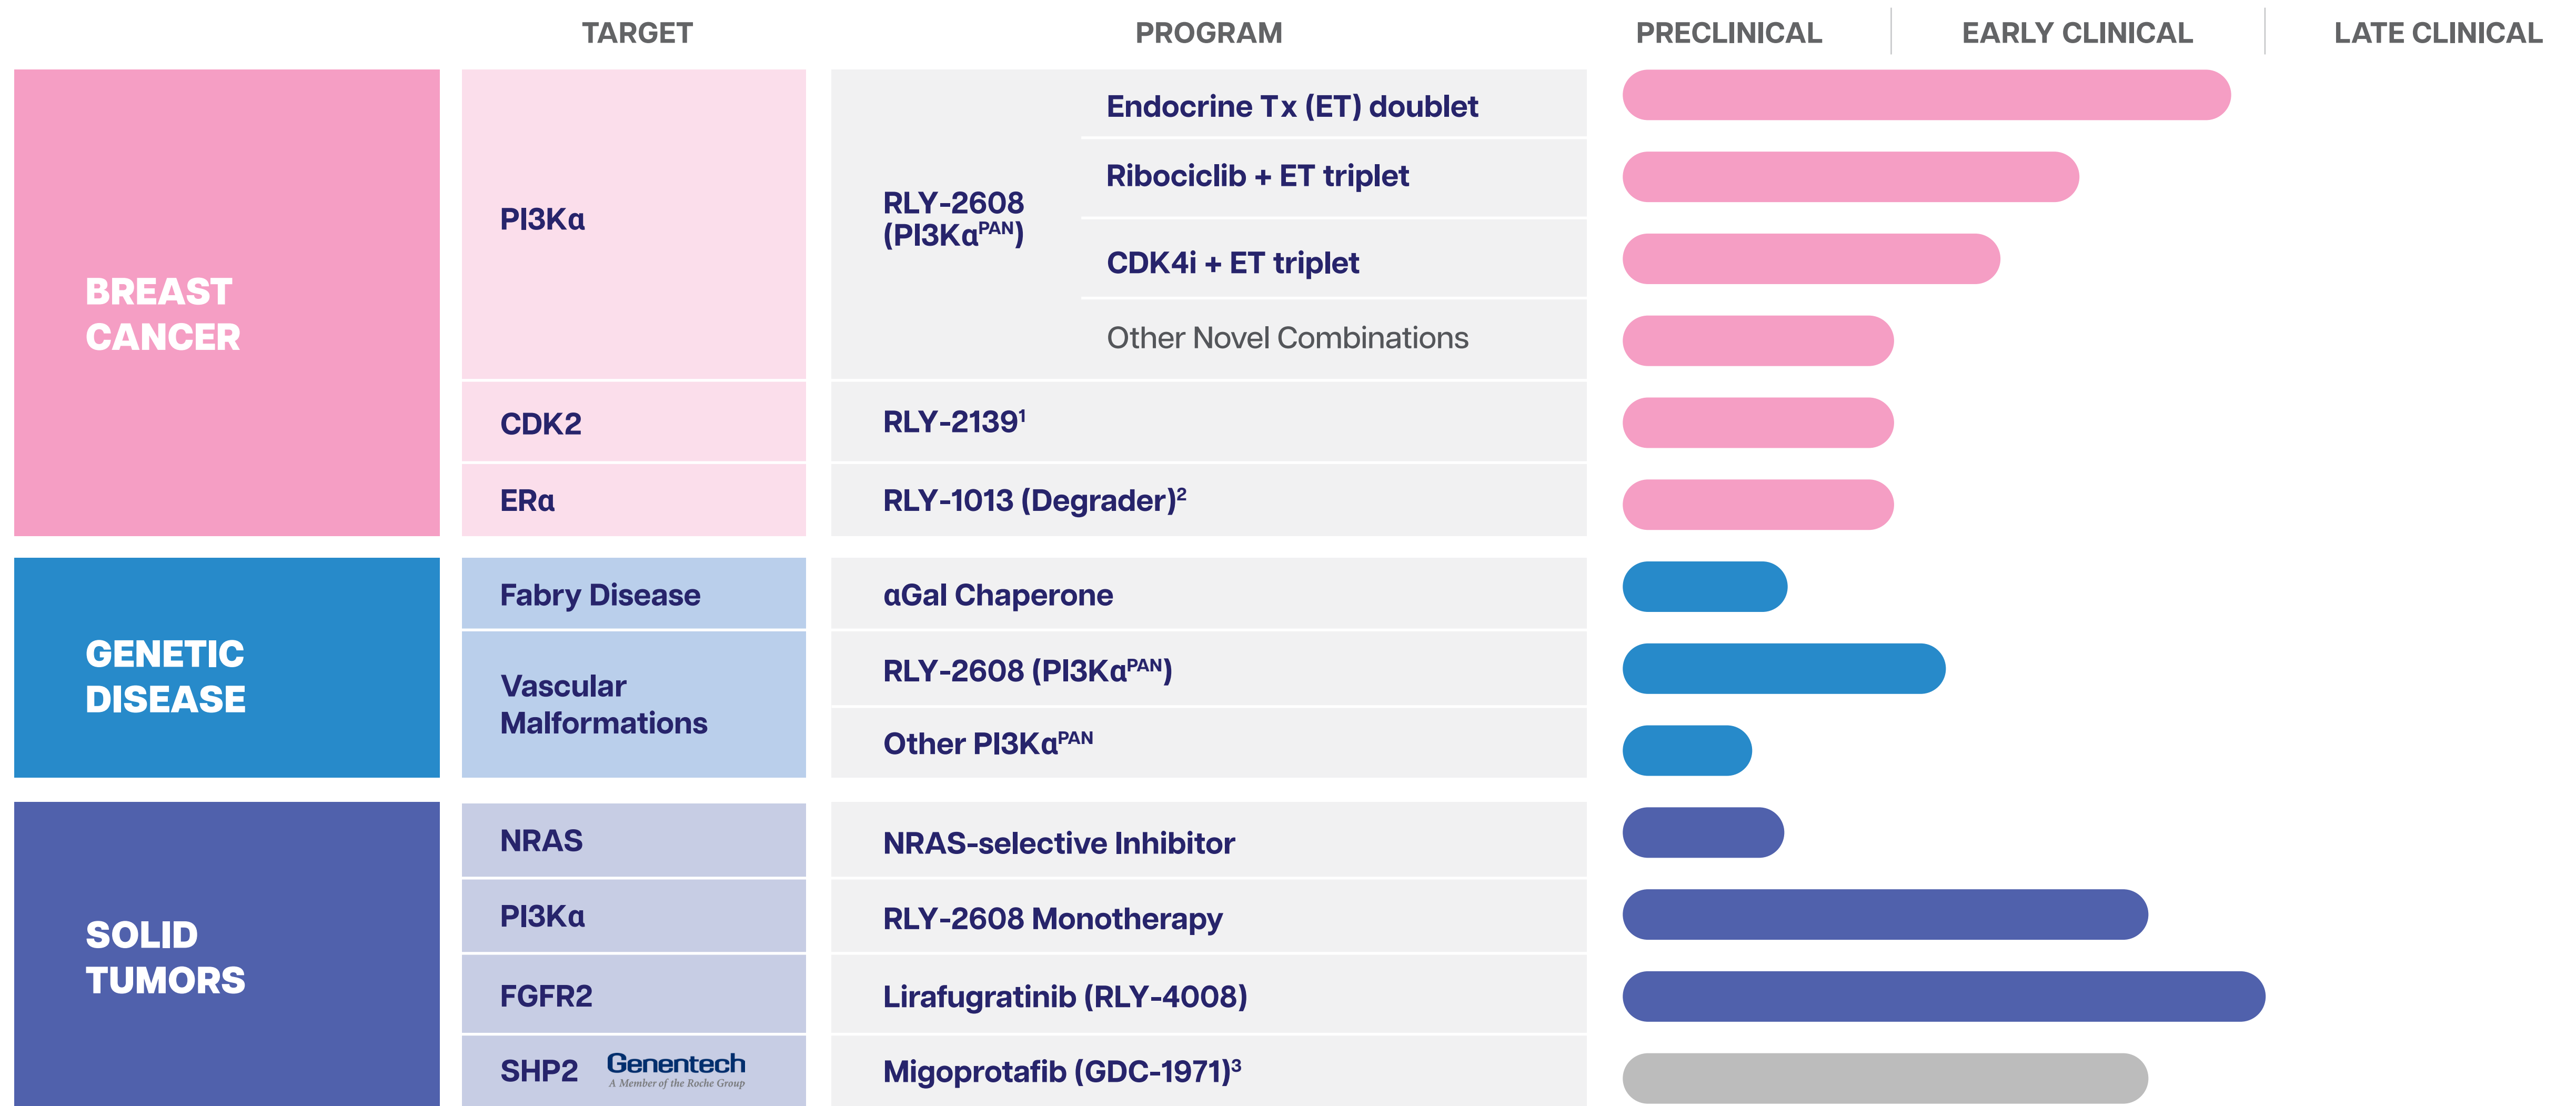 TARGET PROGRAM PRECLINICAL EARLY CLINICAL LATE CLINICAL
BREAST
CANCER
PI3Kα
RLY-2608
(PI3Kαᴾᴬᴺ)
Endocrine Tx (ET) doublet
Ribociclib + ET triplet
CDK4i + ET triplet
Other Novel Combinations
CDK2
RLY-2139¹
ERα
RLY-1013 (Degrader)²
GENETIC
DISEASE
Fabry Disease
αGal Chaperone
Vascular
Malformations
RLY-2608 (PI3Kαᴾᴬᴺ)
Other PI3Kαᴾᴬᴺ
SOLID
TUMORS
NRAS
NRAS-selective Inhibitor
PI3Kα
RLY-2608 Monotherapy
FGFR2
Lirafugratinib (RLY-4008)
SHP2
Genentech
A Member of the Roche Group
Migoprotafib (GDC-1971)³